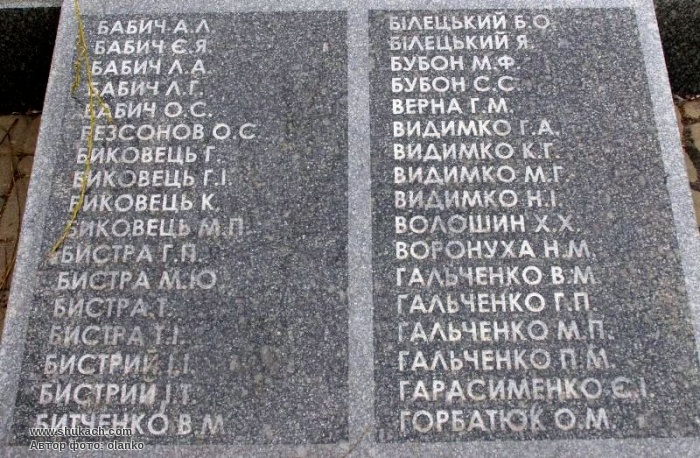 БАБИЧ А.Л
БАБИЧ Є.Я.
БАБИЧ Л.А.
БАБИЧ Л.Г.
БАБИЧ О.С.
БЕЗСОНОВ О.С.
БИКОВЕЦЬ Г.
БИКОВЕЦЬ Г.І.
БИКОВЕЦЬ К.
БИКОВЕЦЬ М.П.
БИСТРА Г.П.
БИСТРА М.Ю
БИСТРА Т.
БИСТРА Т.І.
БИСТРИЙ І.І.
БИСТРИЙ І.Т.
БИТЧЕНКО В.М
БІЛЕЦЬКИЙ Б.О
БІЛЕЦЬКИЙ Я.
БУБОН М.Ф.
БУБОН С.С.
ВЕРНА Г.М.
ВИДИМКО Г.А.
ВИДИМКО К.Г.
ВИДИМКО М.Г.
ВИДИМКО Н.І.
ВОЛОШИН Х.Х.
ВОРОНУХА Н.М.
ГАЛЬЧЕНКО В.М
ГАЛЬЧЕНКО Г.П.
ГАЛЬЧЕНКО М.П.
ГАЛЬЧЕНКО П.М.
ГАРАСИМЕНКО Є.І.
ГОРБАТЮК О.М.
www.shukach.com
Автор фото: olanko